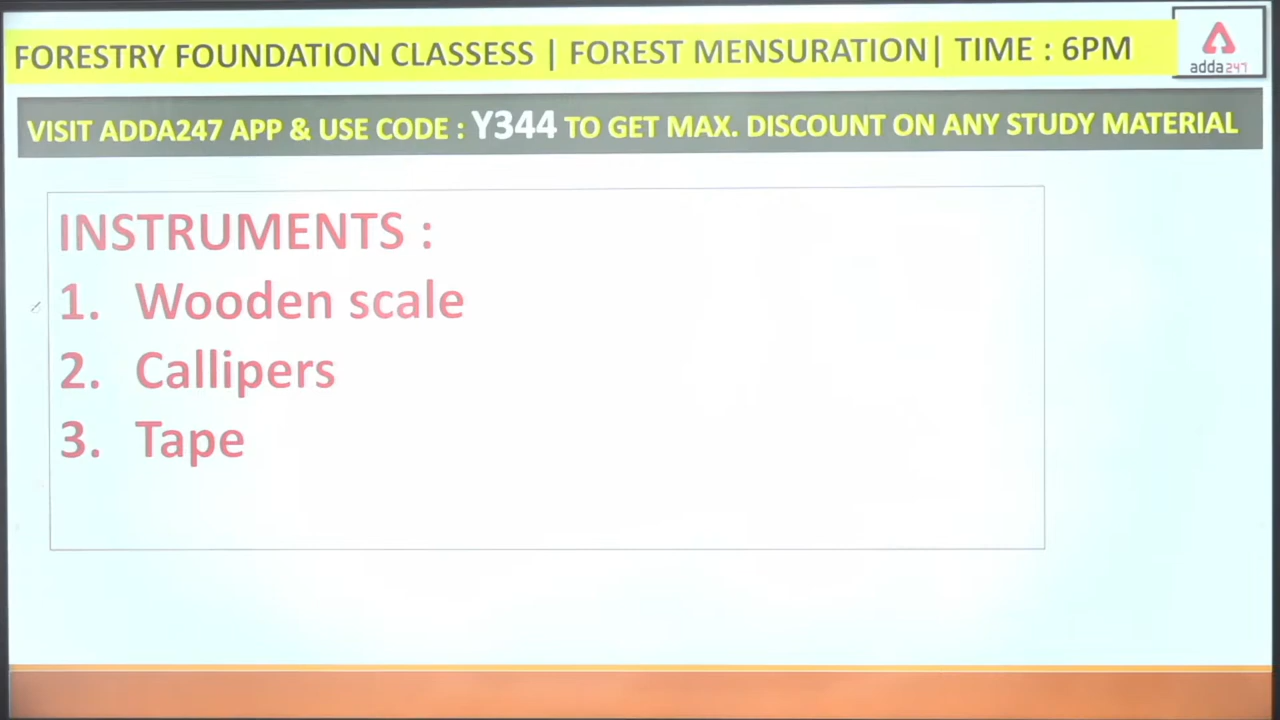 FORESTRY FOUNDATION CLASSESS | FOREST MENSURATION| TIME : 6PM
adda247
VISIT ADDA247 APP & USE CODE : Y344 TO GET MAX. DISCOUNT ON ANY STUDY MATERIAL
INSTRUMENTS :
1. Wooden scale
2. Callipers
3. Tape